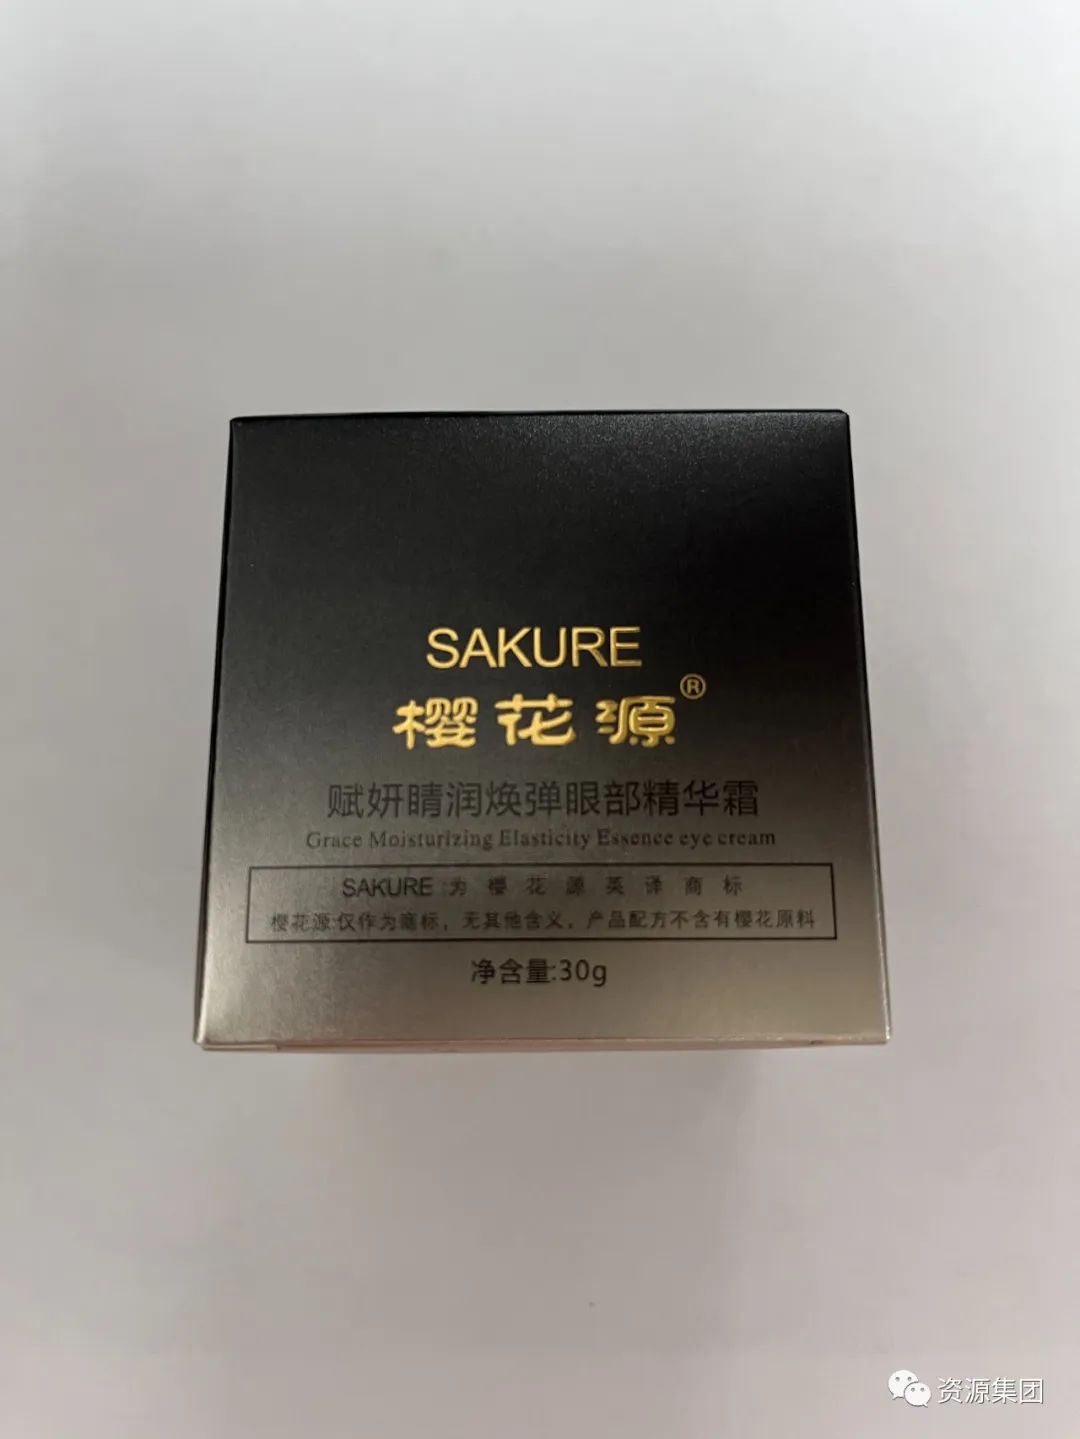 SAKURE
樱花源®
赋妍睛润焕弹眼部精华霜
Grace Moisturizing Elasticity Essence eye cream
SAKURE 为樱花源英译商标
樱花源:仅作为商标，无其他含义，产品配方不含有樱花原料
净含量:30g
资源集团